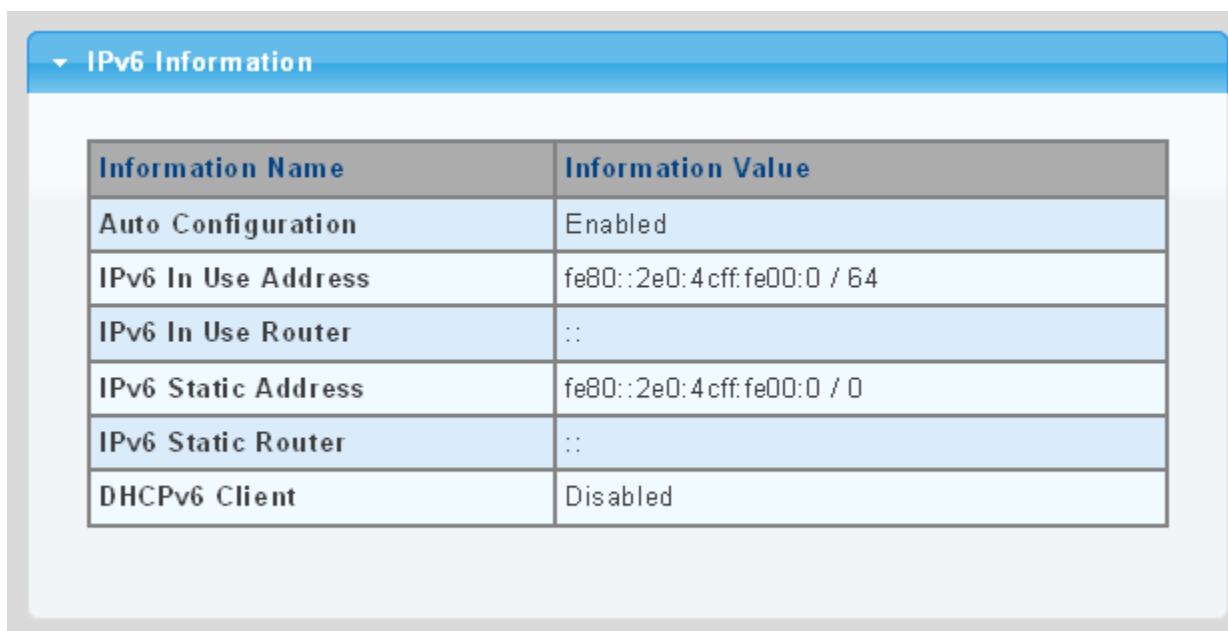 IPv6 Information
Information Name Information Value
Auto Configuration Enabled
IPv6 In Use Address fe80::2e0:4cff:fe00:0 / 64
IPv6 In Use Router ::
IPv6 Static Address fe80::2e0:4cff:fe00:0 / 0
IPv6 Static Router ::
DHCPv6 Client Disabled